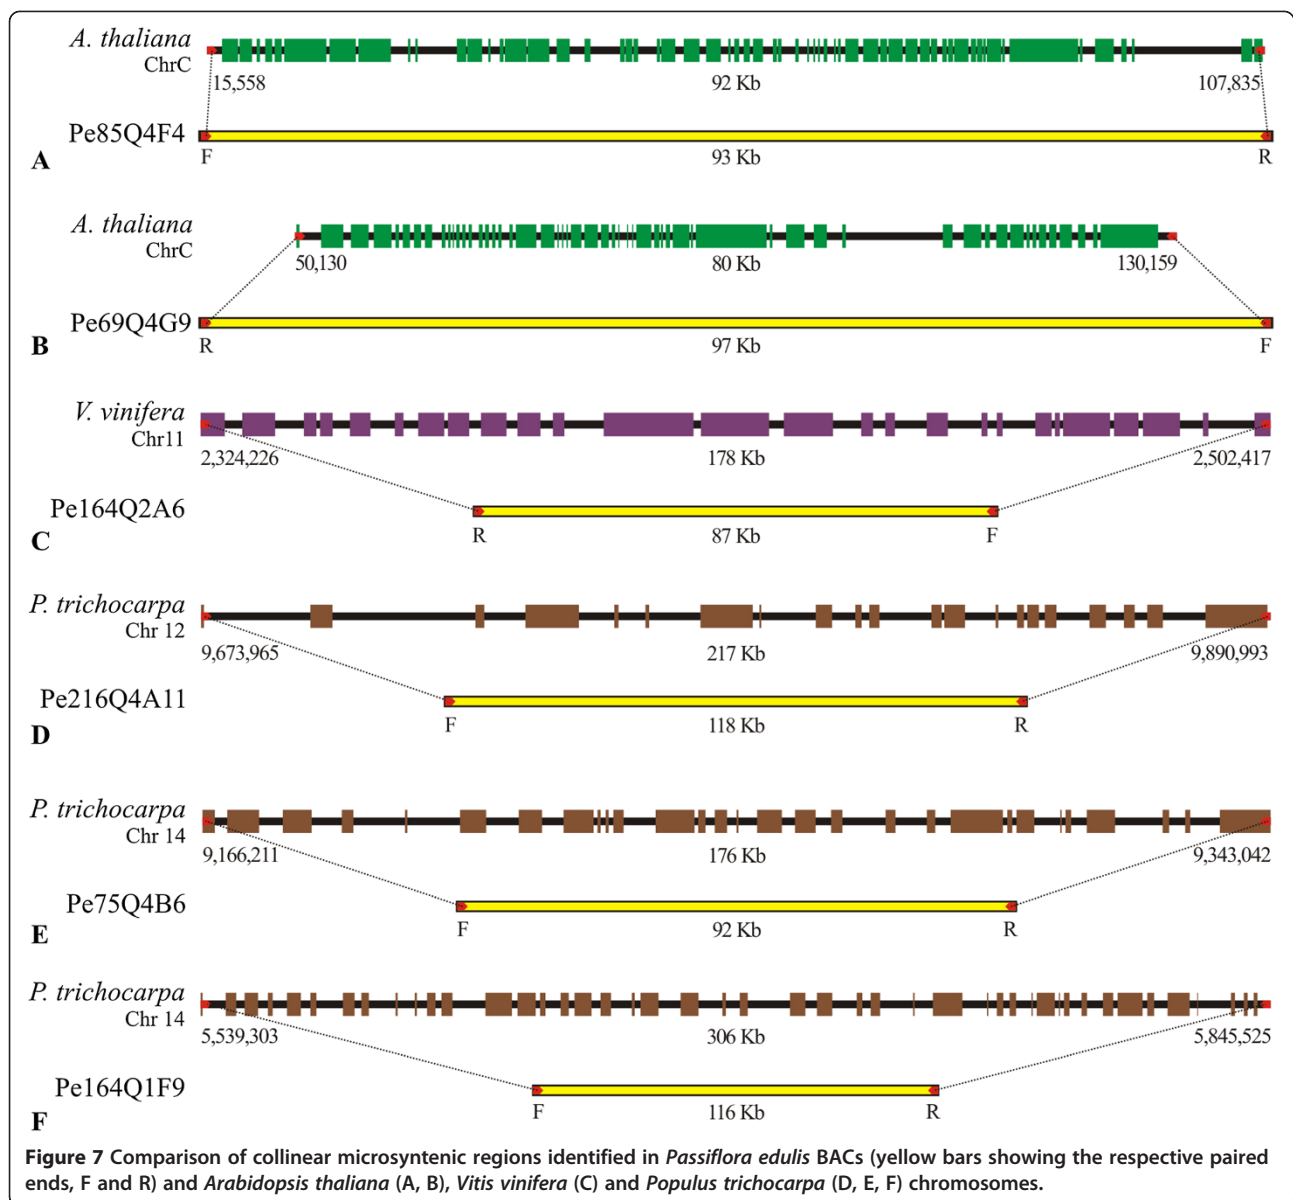 A. thaliana
ChrC
15,558
92 Kb
107,835
Pe85Q4F4
A
F
93 Kb
R
A. thaliana
ChrC
50,130
80 Kb
130,159
Pe69Q4G9
B
R
97 Kb
F
V. vinifera
Chr11
2,324,226
178 Kb
2,502,417
Pe164Q2A6
C
R
87 Kb
F
P. trichocarpa
Chr 12
9,673,965
217 Kb
9,890,993
Pe216Q4A11
D
F
118 Kb
R
P. trichocarpa
Chr 14
9,166,211
176 Kb
9,343,042
Pe75Q4B6
E
F
92 Kb
R
P. trichocarpa
Chr 14
5,539,303
306 Kb
5,845,525
Pe164Q1F9
F
F
116 Kb
R
Figure 7 Comparison of collinear microsyntenic regions identified in Passiflora edulis BACs (yellow bars showing the respective paired
ends, F and R) and Arabidopsis thaliana (A, B), Vitis vinifera (C) and Populus trichocarpa (D, E, F) chromosomes.